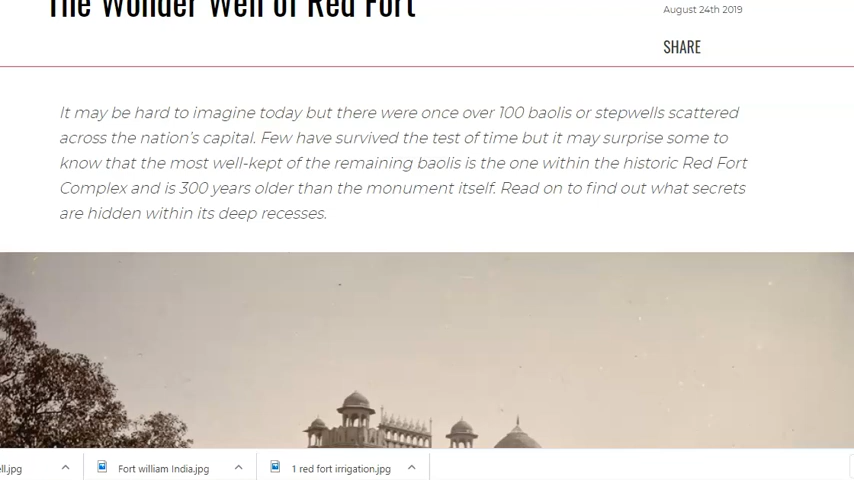 The Wonder Well of Red Fort
August 24th 2019
SHARE
It may be hard to imagine today but there were once over 100 baolis or stepwells scattered
across the nation's capital. Few have survived the test of time but it may surprise some to
know that the most well-kept of the remaining baolis is the one within the historic Red Fort
Complex and is 300 years older than the monument itself. Read on to find out what secrets
are hidden within its deep recesses.
ell.jpg
Fort william India.jpg
1 red fort irrigation.jpg